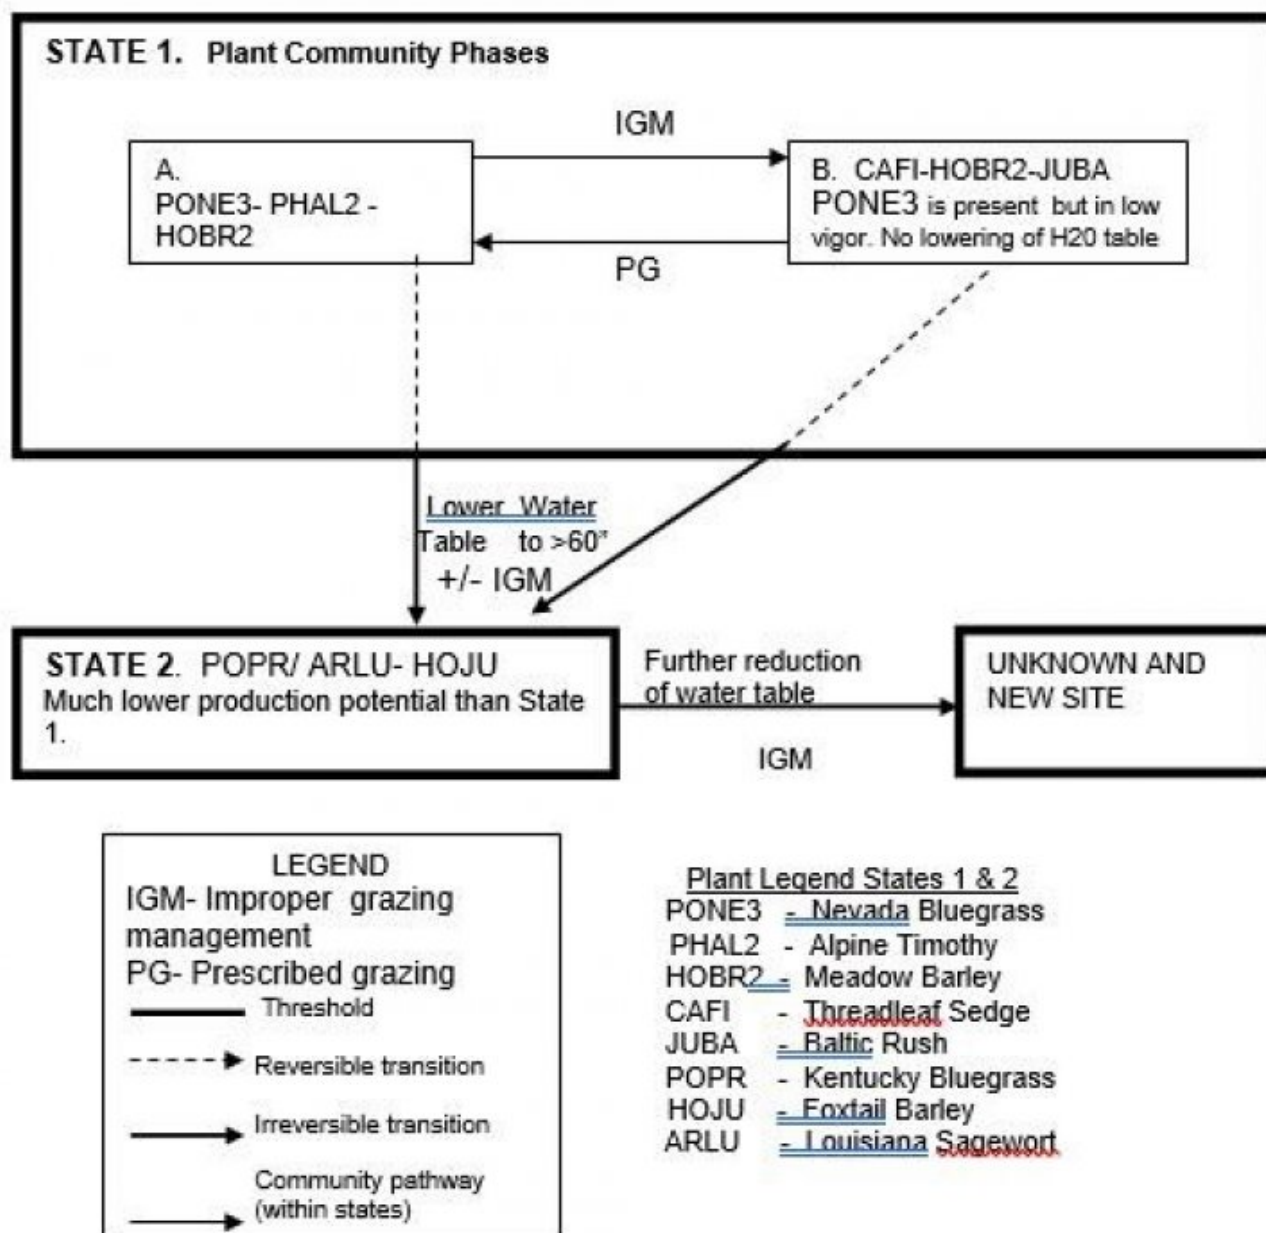 STATE 1. Plant Community Phases
IGM
A.
PONE3- PHAL2 -
HOBR2
B. CAFI-HOBR2-JUBA
PONE3 is present but in low
vigor. No lowering of H20 table
PG
Lower Water
Table to >60"
+/- IGM
STATE 2. POPR/ ARLU- HOJU
Much lower production potential than State
1.
Further reduction
of water table
IGM
UNKNOWN AND
NEW SITE
LEGEND
IGM- Improper grazing
management
PG- Prescribed grazing
Threshold
Reversible transition
Irreversible transition
Community pathway
(within states)
Plant Legend States 1 & 2
PONE3 - Nevada Bluegrass
PHAL2 - Alpine Timothy
HOBR2 - Meadow Barley
CAFI - Threadleaf Sedge
JUBA - Baltic Rush
POPR - Kentucky Bluegrass
HOJU - Foxtail Barley
ARLU - Louisiana Sagewort